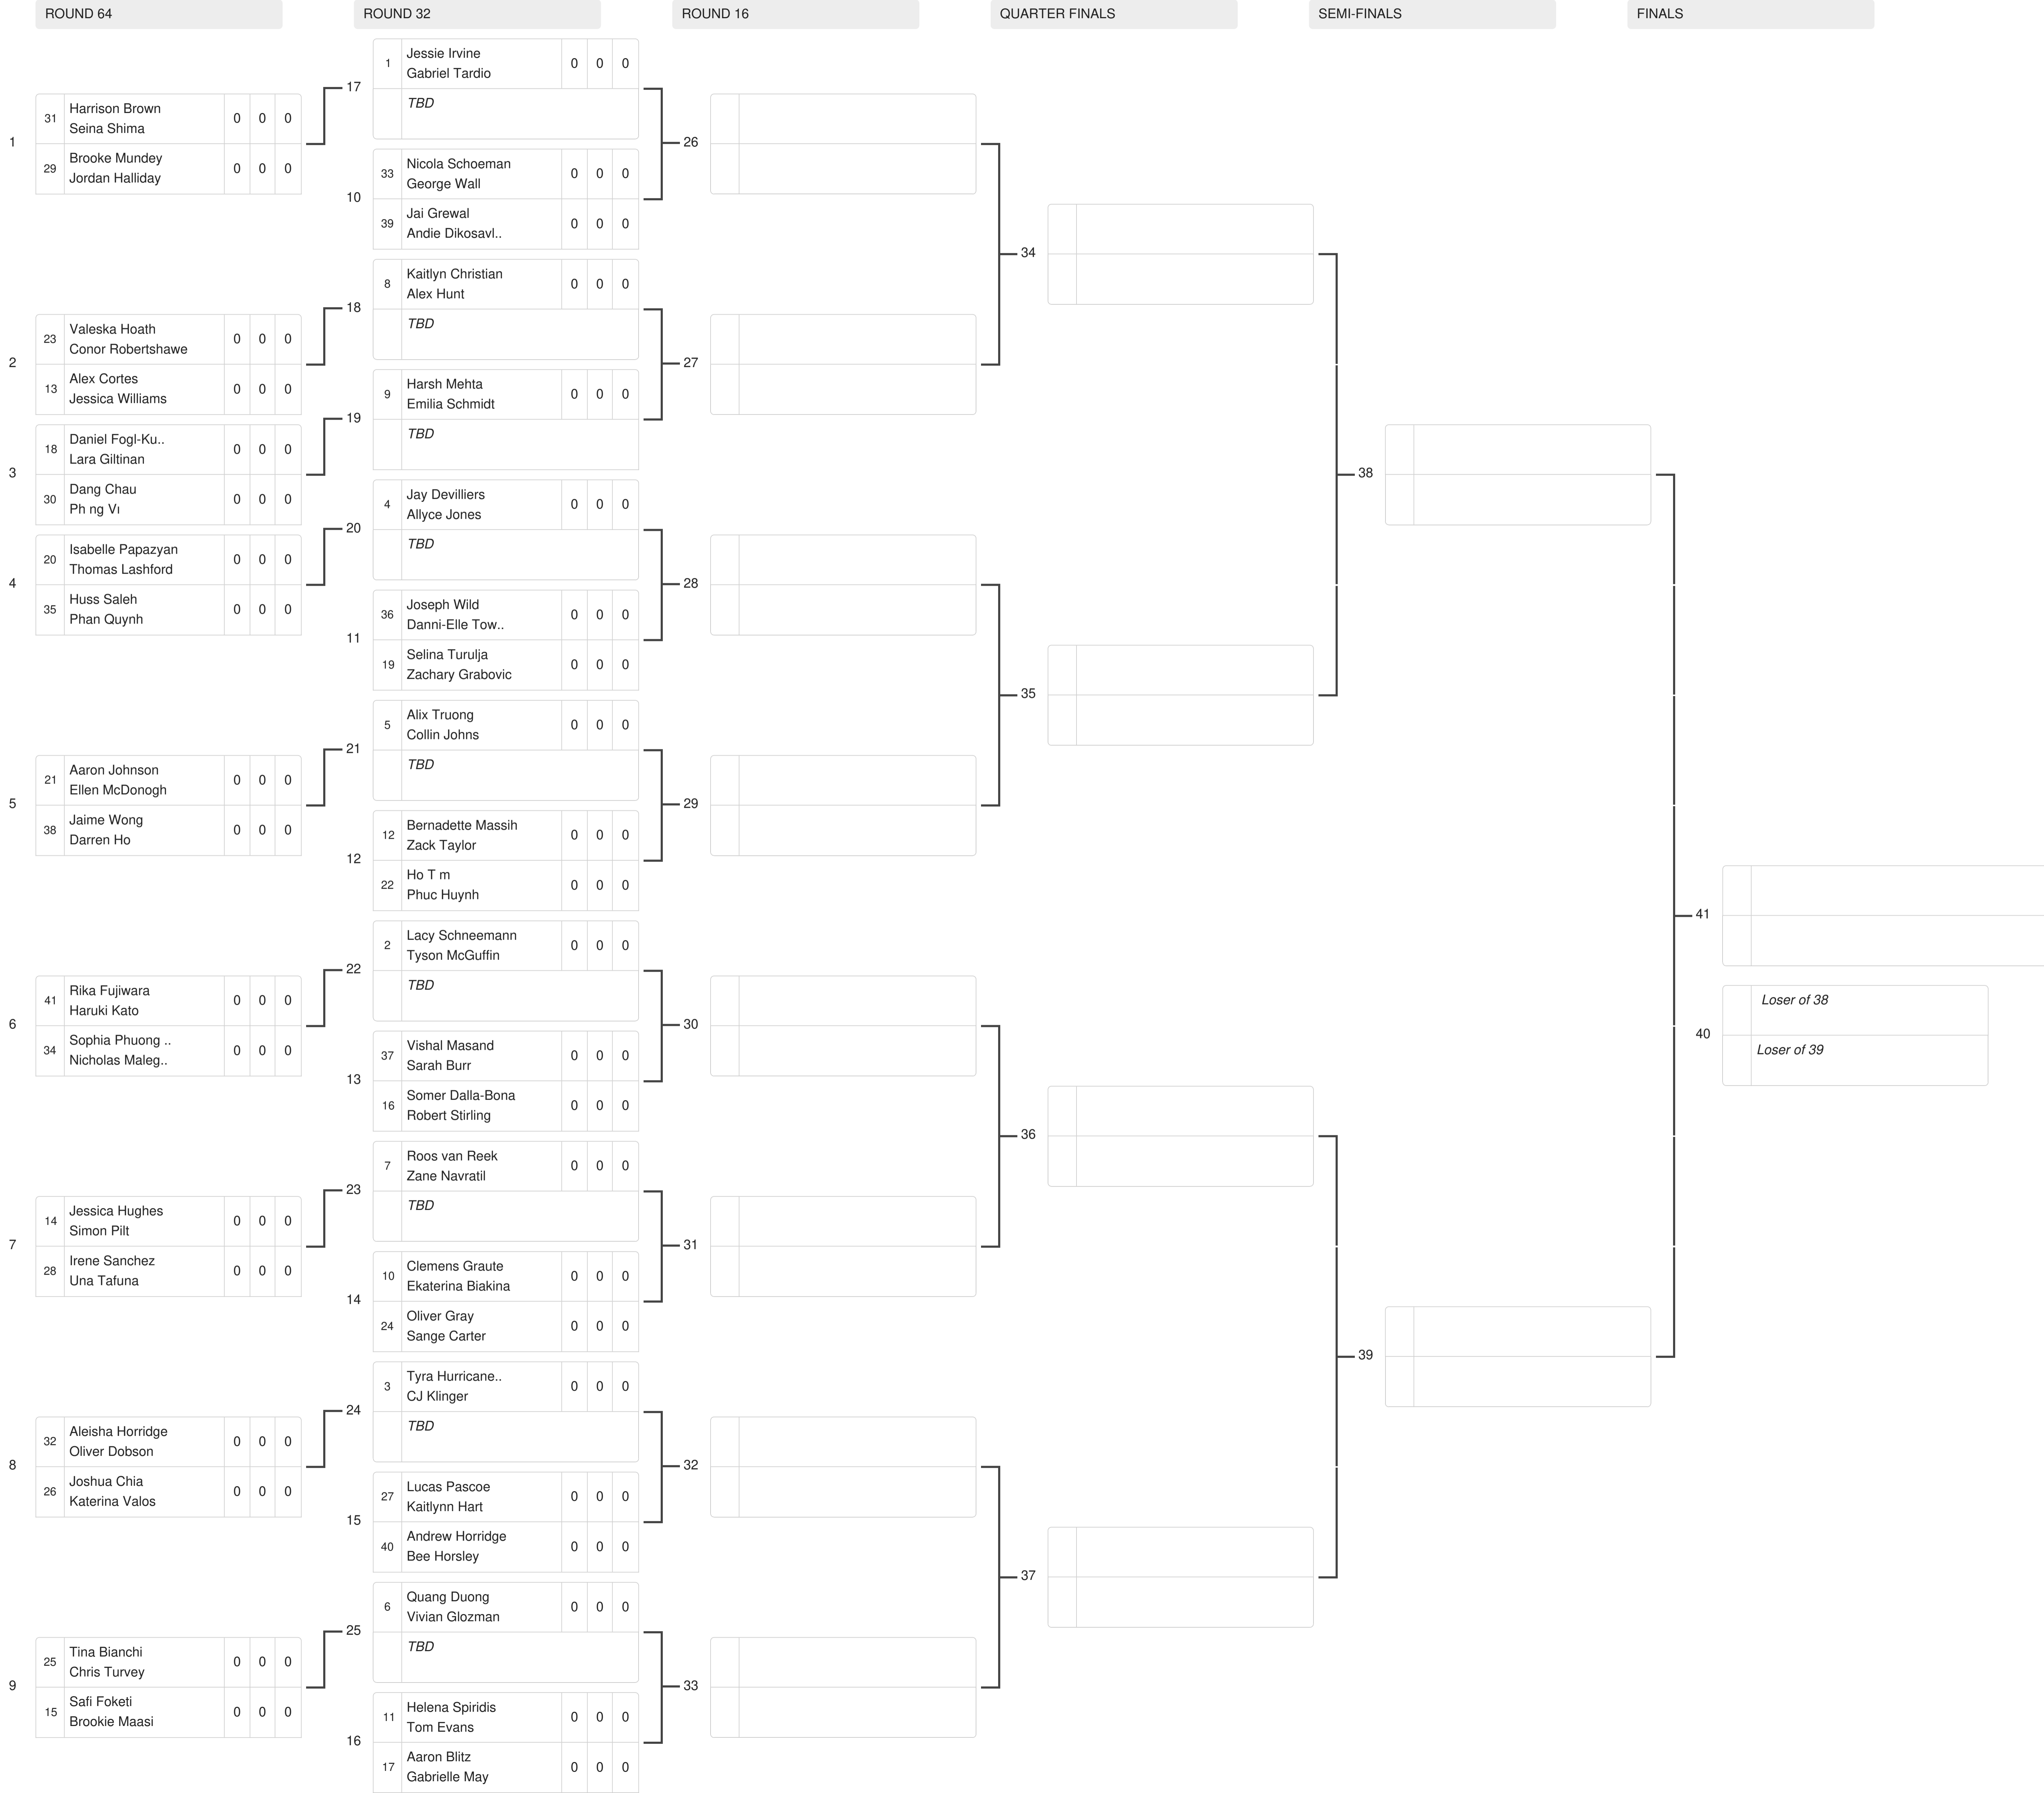 ROUND 64
ROUND 32
ROUND 16
QUARTER FINALS
SEMI-FINALS
FINALS
1
31 Harrison Brown 0 0 0
Seina Shima
29 Brooke Mundey 0 0 0
Jordan Halliday
2
23 Valeska Hoath 0 0 0
Conor Robertshawe
13 Alex Cortes 0 0 0
Jessica Williams
3
18 Daniel Fogl-Ku.. 0 0 0
Lara Giltinan
30 Dang Chau 0 0 0
Ph ng Vı
4
20 Isabelle Papazyan 0 0 0
Thomas Lashford
35 Huss Saleh 0 0 0
Phan Quynh
5
21 Aaron Johnson 0 0 0
Ellen McDonogh
38 Jaime Wong 0 0 0
Darren Ho
6
41 Rika Fujiwara 0 0 0
Haruki Kato
34 Sophia Phuong .. 0 0 0
Nicholas Maleg..
7
14 Jessica Hughes 0 0 0
Simon Pilt
28 Irene Sanchez 0 0 0
Una Tafuna
8
32 Aleisha Horridge 0 0 0
Oliver Dobson
26 Joshua Chia 0 0 0
Katerina Valos
9
25 Tina Bianchi 0 0 0
Chris Turvey
15 Safi Foketi 0 0 0
Brookie Maasi
17
1 Jessie Irvine 0 0 0
Gabriel Tardio
TBD
10
33 Nicola Schoeman 0 0 0
George Wall
39 Jai Grewal 0 0 0
Andie Dikosavl..
18
8 Kaitlyn Christian 0 0 0
Alex Hunt
TBD
19
9 Harsh Mehta 0 0 0
Emilia Schmidt
TBD
20
4 Jay Devilliers 0 0 0
Allyce Jones
TBD
11
36 Joseph Wild 0 0 0
Danni-Elle Tow..
19 Selina Turulja 0 0 0
Zachary Grabovic
21
5 Alix Truong 0 0 0
Collin Johns
TBD
12
12 Bernadette Massih 0 0 0
Zack Taylor
22 Ho T m 0 0 0
Phuc Huynh
22
2 Lacy Schneemann 0 0 0
Tyson McGuffin
TBD
13
37 Vishal Masand 0 0 0
Sarah Burr
16 Somer Dalla-Bona 0 0 0
Robert Stirling
23
7 Roos van Reek 0 0 0
Zane Navratil
TBD
14
10 Clemens Graute 0 0 0
Ekaterina Biakina
24 Oliver Gray 0 0 0
Sange Carter
24
3 Tyra Hurricane.. 0 0 0
CJ Klinger
TBD
15
27 Lucas Pascoe 0 0 0
Kaitlynn Hart
40 Andrew Horridge 0 0 0
Bee Horsley
25
6 Quang Duong 0 0 0
Vivian Glozman
TBD
16
11 Helena Spiridis 0 0 0
Tom Evans
17 Aaron Blitz 0 0 0
Gabrielle May
26
27
28
29
30
31
32
33
34
35
36
37
38
39
41
40
Loser of 38
Loser of 39